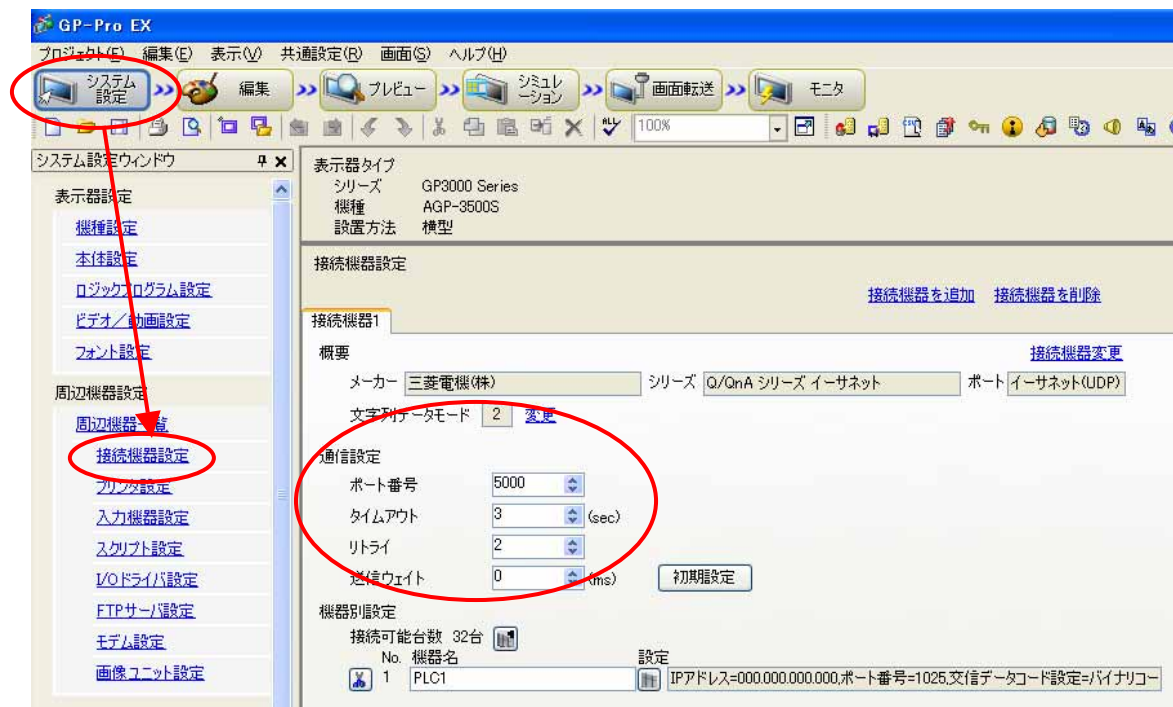 GP-Pro EX
プロジェクト(F) 編集(E) 表示(V) 共通設定(R) 画面(S) ヘルプ(H)
システム設定 編集 プレビュー シミュレーション 画面転送 モニタ
100%
システム設定ウィンドウ
表示器設定
機種設定
本体設定
ロジックプログラム設定
ビデオ/動画設定
フォント設定
周辺機器設定
周辺機器一覧
接続機器設定
プリンタ設定
入力機器設定
スクリプト設定
I/Oドライバ設定
FTPサーバ設定
モデム設定
画像ユニット設定
表示器タイプ
シリーズ GP3000 Series
機種 AGP-3500S
設置方法 横型
接続機器設定
接続機器を追加 接続機器を削除
接続機器1
概要 接続機器変更
メーカー 三菱電機(株) シリーズ Q/QnA シリーズ イーサネット ポート イーサネット(UDP)
文字列データモード 2 変更
通信設定
ポート番号 5000
タイムアウト 3 (sec)
リトライ 2
送信ウェイト 0 (ms) 初期設定
機器別設定
接続可能台数 32台
No. 機器名 設定
1 PLC1 IPアドレス=000.000.000.000,ポート番号=1025,交信データコード設定=バイナリコー